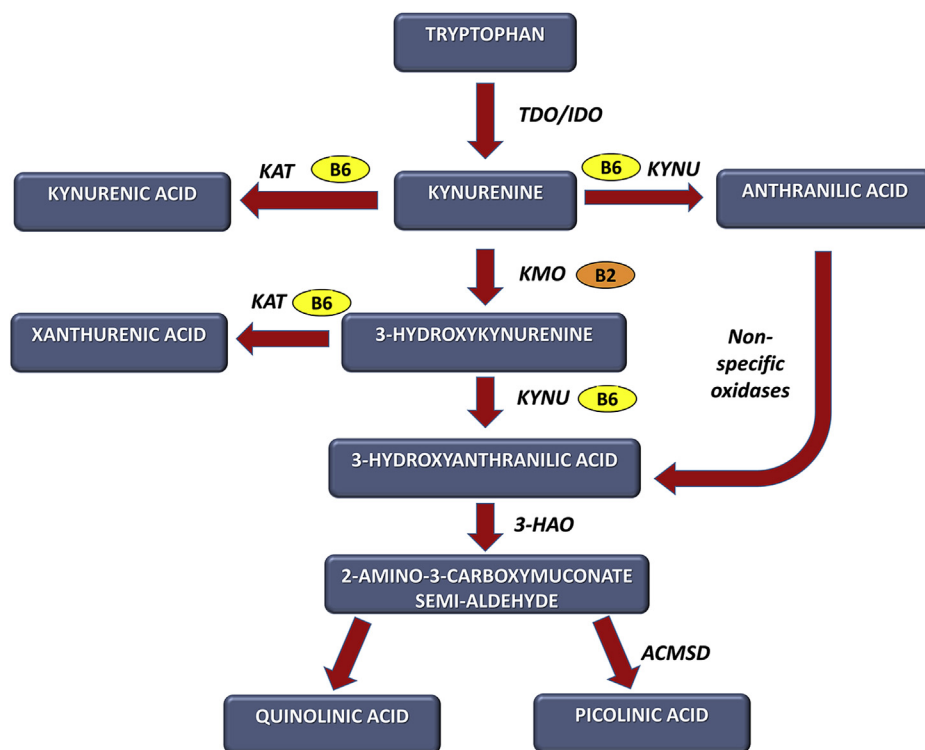 TRYPTOPHAN
TDO/IDO
KAT B6
B6 KYNU
KYNURENIC ACID
KYNURENINE
ANTHRANILIC ACID
KMO B2
KAT B6
XANTHURENIC ACID
3-HYDROXYKYNURENINE
Non-
specific
oxidases
KYNU B6
3-HYDROXYANTHRANILIC ACID
3-HAO
2-AMINO-3-CARBOXYMUCONATE
SEMI-ALDEHYDE
ACMSD
QUINOLINIC ACID
PICOLINIC ACID